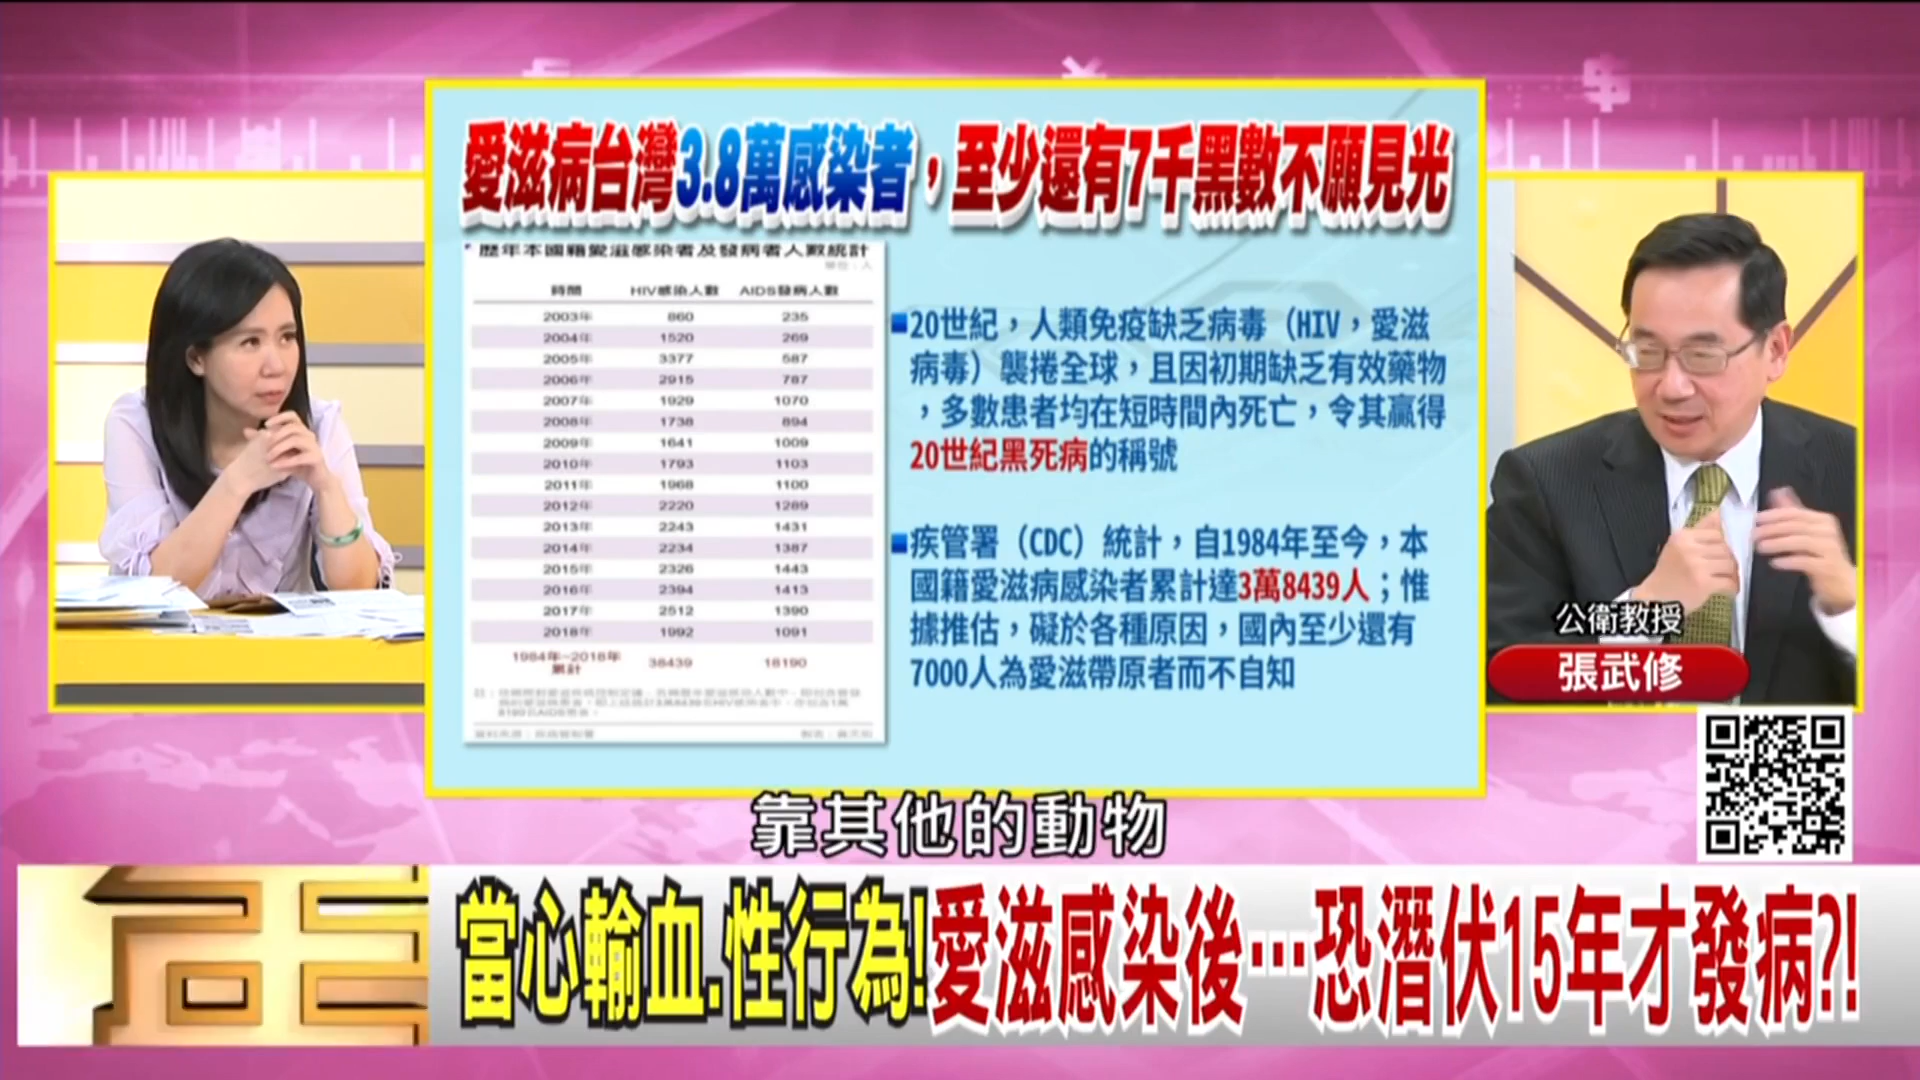 愛滋病台灣3.8萬感染者，至少還有7千黑數不願見光
歷年本國籍愛滋感染者及發病者人數統計
單位：人
時間 HIV感染人數 AIDS發病人數
2003年 860 235
2004年 1520 269
2005年 3377 587
2006年 2915 787
2007年 1929 1070
2008年 1738 894
2009年 1641 1009
2010年 1793 1103
2011年 1968 1100
2012年 2220 1289
2013年 2243 1431
2014年 2234 1387
2015年 2326 1443
2016年 2394 1413
2017年 2512 1390
2018年 1992 1091
1984年~2018年
累計 38439 18190
20世紀，人類免疫缺乏病毒（HIV，愛滋
病毒）襲捲全球，且因初期缺乏有效藥物
，多數患者均在短時間內死亡，令其贏得
20世紀黑死病的稱號
疾管署（CDC）統計，自1984年至今，本
國籍愛滋病感染者累計達3萬8439人；惟
據推估，礙於各種原因，國內至少還有
7000人為愛滋帶原者而不自知
公衛教授
張武修
靠其他的動物
當心輸血.性行為!愛滋感染後…恐潛伏15年才發病?!